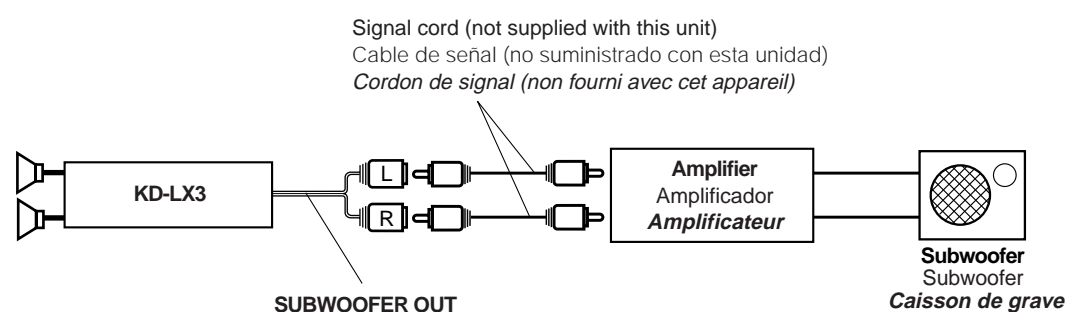 Signal cord (not supplied with this unit)
Cable de señal (no suministrado con esta unidad)
Cordon de signal (non fourni avec cet appareil)
KD-LX3
L
R
Amplifier
Amplificador
Amplificateur
SUBWOOFER OUT
Subwoofer
Subwoofer
Caisson de grave